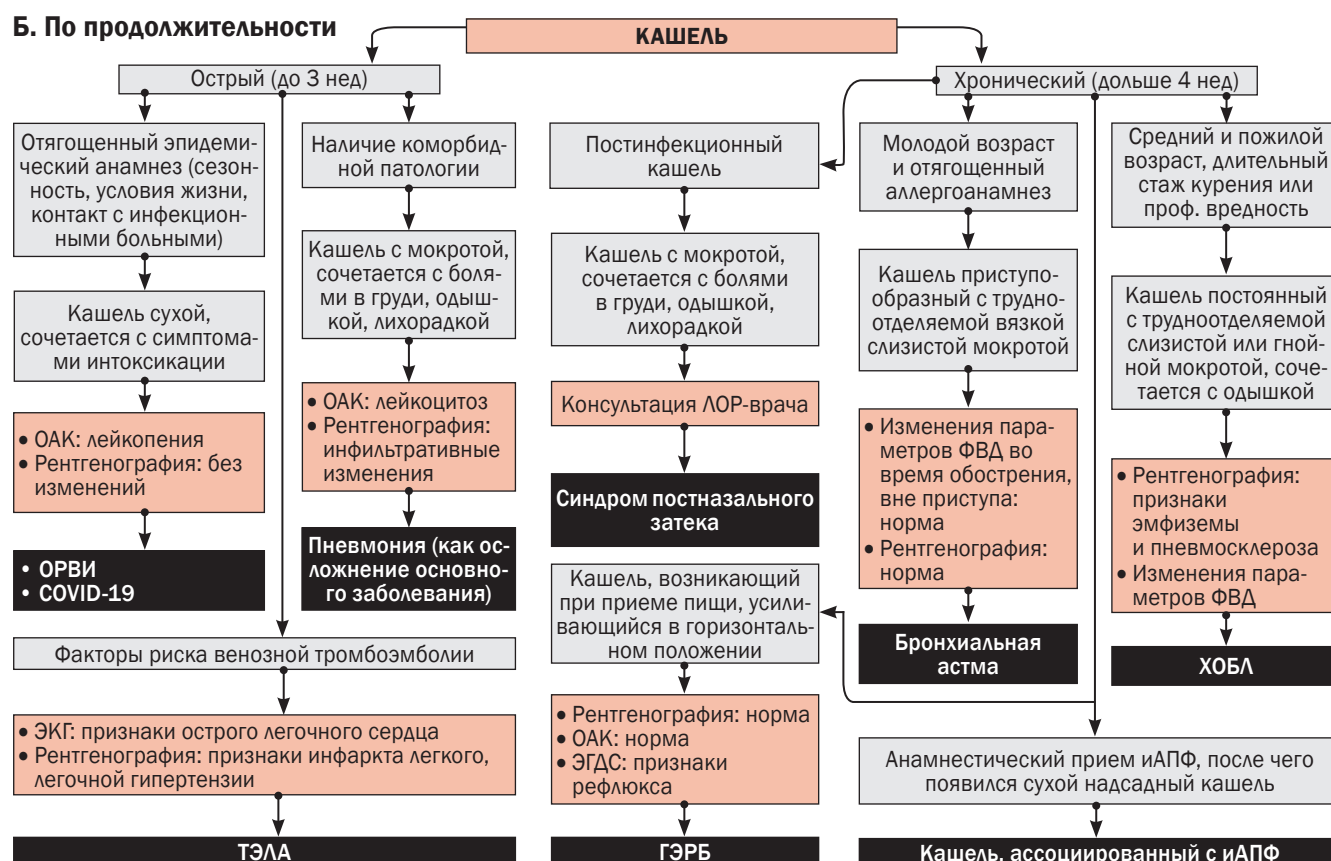 Б. По продолжительности
КАШЕЛЬ
Острый (до 3 нед)
Отягощенный эпидеми-
ческий анамнез (сезон-
ность, условия жизни,
контакт с инфекцион-
ными больными)
Кашель сухой,
сочетается с симптома-
ми интоксикации
• ОАК: лейкопения
• Рентгенография: без
изменений
• ОРВИ
• COVID-19
Наличие коморбид-
ной патологии
Кашель с мокротой,
сочетается с боля-
ми в груди, одыш-
кой, лихорадкой
• ОАК: лейкоцитоз
• Рентгенография:
инфильтративные
изменения
Пневмония (как ос-
ложнение основно-
го заболевания)
Факторы риска венозной тромбоэмболии
• ЭКГ: признаки острого легочного сердца
• Рентгенография: признаки инфаркта легкого,
легочной гипертензии
ТЭЛА
Хронический (дольше 4 нед)
Постинфекционный
кашель
Кашель с мокротой,
сочетается с болями
в груди, одышкой,
лихорадкой
Консультация ЛОР-врача
Синдром постназального
затека
Кашель, возникающий
при приеме пищи, усили-
вающийся в горизонталь-
ном положении
• Рентгенография: норма
• ОАК: норма
• ЭГДС: признаки
рефлюкса
ГЭРБ
Молодой возраст
и отягощенный
аллергоанамнез
Кашель приступо-
образный с трудно-
отделяемой вязкой
слизистой мокротой
• Изменения пара-
метров ФВД во
время обострения,
вне приступа:
норма
• Рентгенография:
норма
Бронхиальная
астма
Средний и пожилой
возраст, длительный
стаж курения или
проф. вредность
Кашель постоянный
с трудноотделяемой
слизистой или гной-
ной мокротой, соче-
тается с одышкой
• Рентгенография:
признаки
эмфиземы
и пневмосклероза
• Изменения пара-
метров ФВД
ХОБЛ
Анамнестический прием иАПФ, после чего
появился сухой надсадный кашель
Кашель, ассоциированный с иАПФ